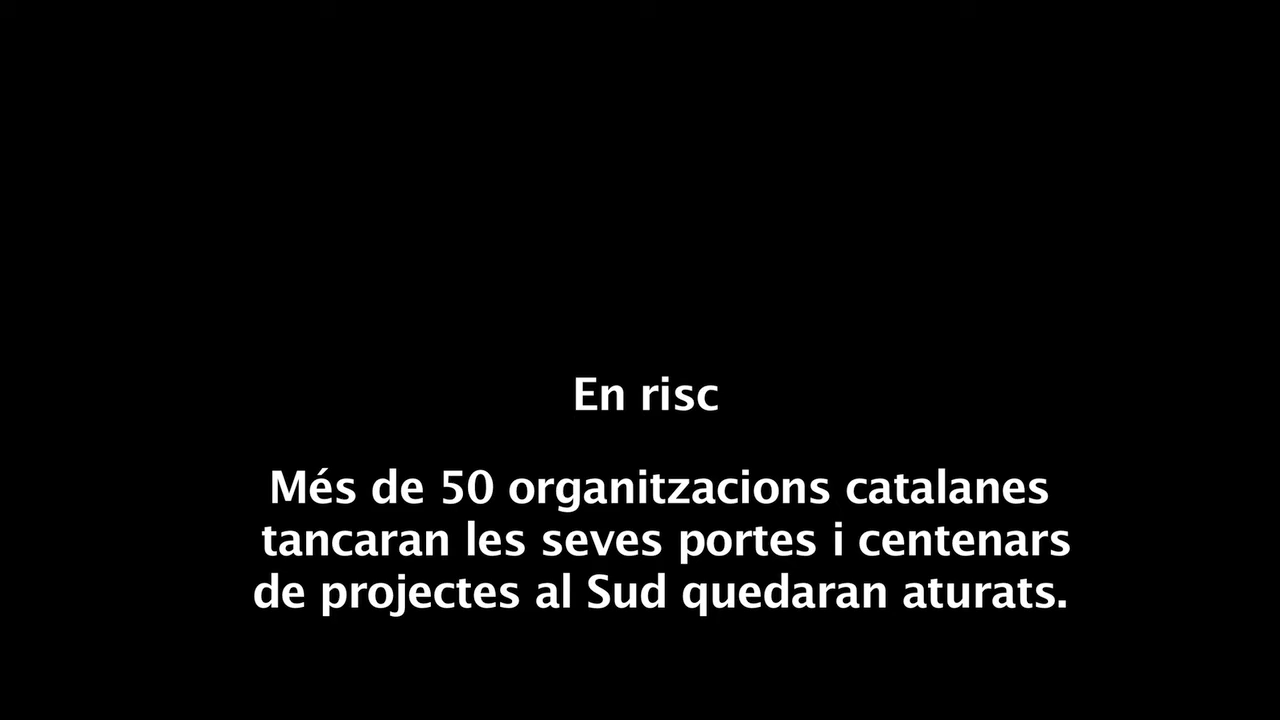 En risc
Més de 50 organitzacions catalanes
tancaran les seves portes i centenars
de projectes al Sud quedaran aturats.